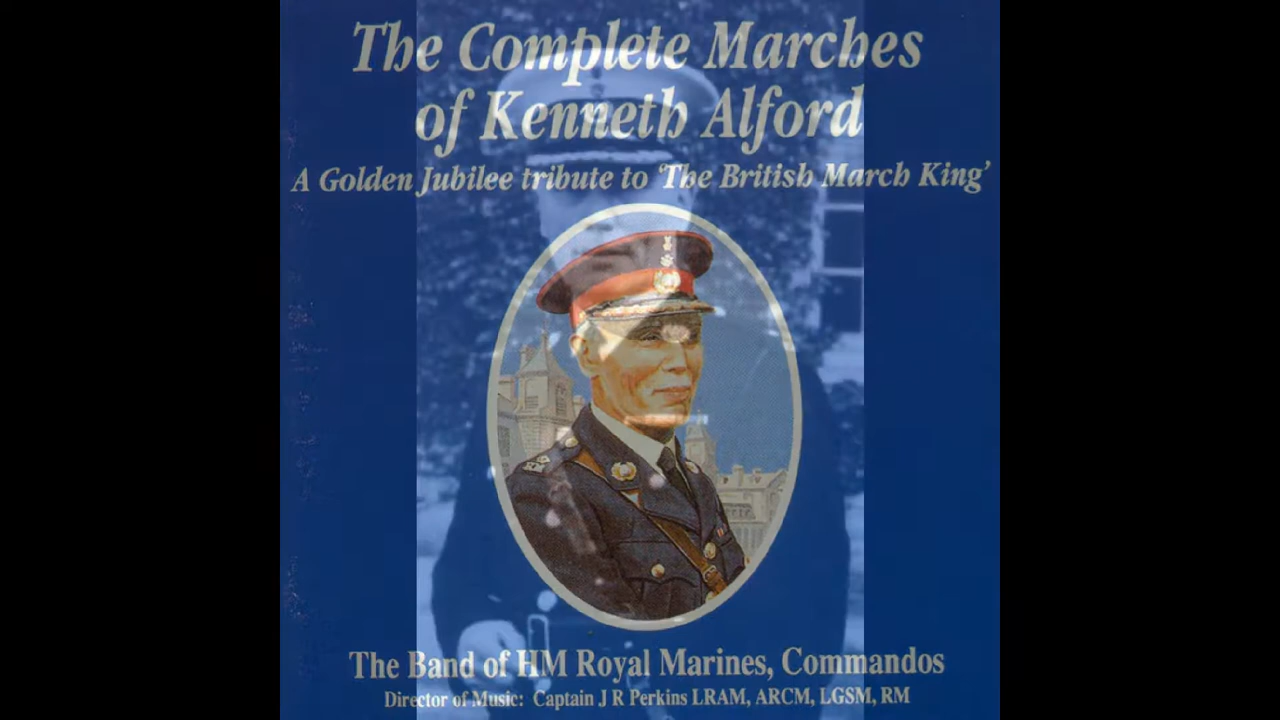 The Complete Marches
of Kenneth Alford
A Golden Jubilee tribute to 'The British March King'
The Band of HM Royal Marines, Commandos
Director of Music: Captain J R Perkins LRAM, ARCM, LGSM, RM